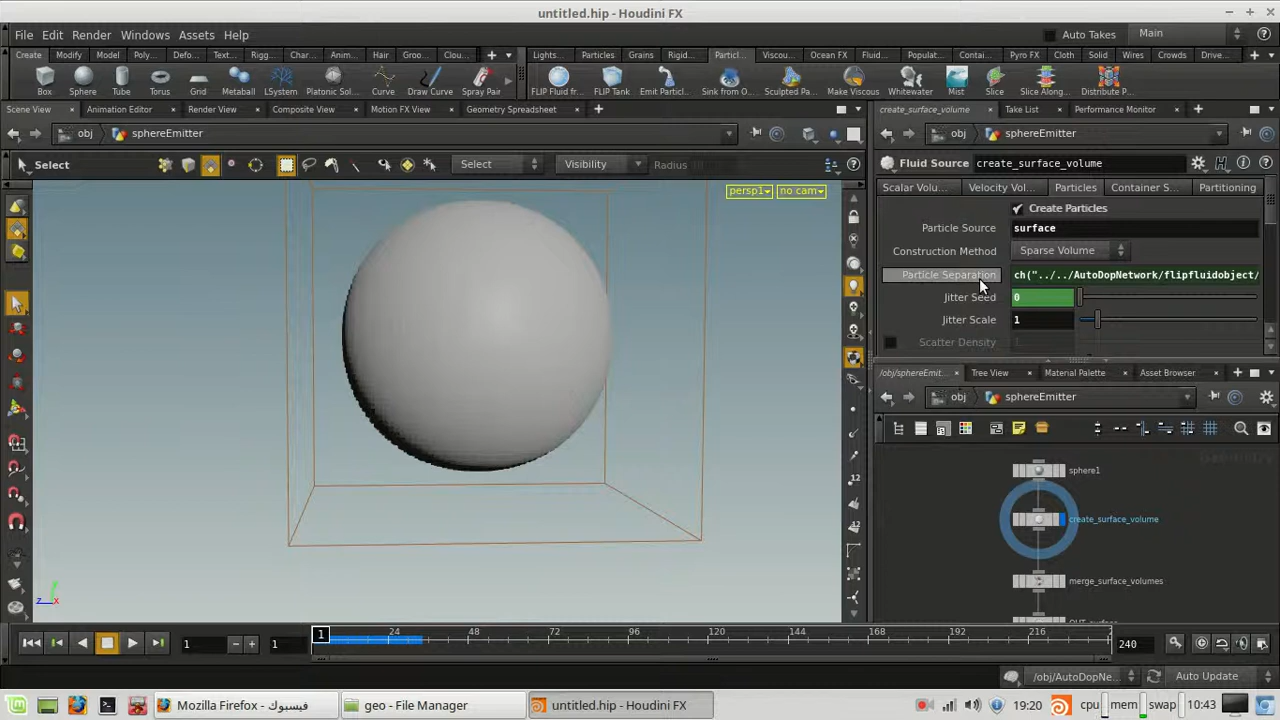 untitled.hip - Houdini FX
File Edit Render Windows Assets Help
Auto Takes Main
Create Modify Model Poly... Defo... Text... Rigg... Char... Anim... Hair Groo... Clou...
Lights... Particles Grains Rigid... Particl... Viscou... Ocean FX Fluid... Populat... Contai... Pyro FX Cloth Solid Wires Crowds Drive...
Box Sphere Tube Torus Grid Metaball LSystem Platonic Sol... Curve Draw Curve Spray Pair
FLIP Fluid fr... FLIP Tank Emit Particl... Sink from O... Sculpted Pa... Make Viscous Whitewater Mist Slice Slice Along... Distribute P...
Scene View Animation Editor Render View Composite View Motion FX View Geometry Spreadsheet
create_surface_volume Take List Performance Monitor
obj sphereEmitter
obj sphereEmitter
Select Select Visibility Radius
Fluid Source create_surface_volume
persp1 no cam
Scalar Volu... Velocity Vol... Particles Container S... Partitioning
Create Particles
Particle Source surface
Construction Method Sparse Volume
Particle Separation ch("../../AutoDopNetwork/flipfluidobject/
Jitter Seed 0
Jitter Scale 1
Scatter Density
/obj/sphereEmit... Tree View Material Palette Asset Browser
obj sphereEmitter
12
12
sphere1
create_surface_volume
merge_surface_volumes
z x
1 1 1 24 48 72 96 120 144 168 192 216 2 240
/obj/AutoDopNe... Auto Update
فيسبوك - Mozilla Firefox
geo - File Manager
untitled.hip - Houdini FX
19:20 cpu mem swap 10:43